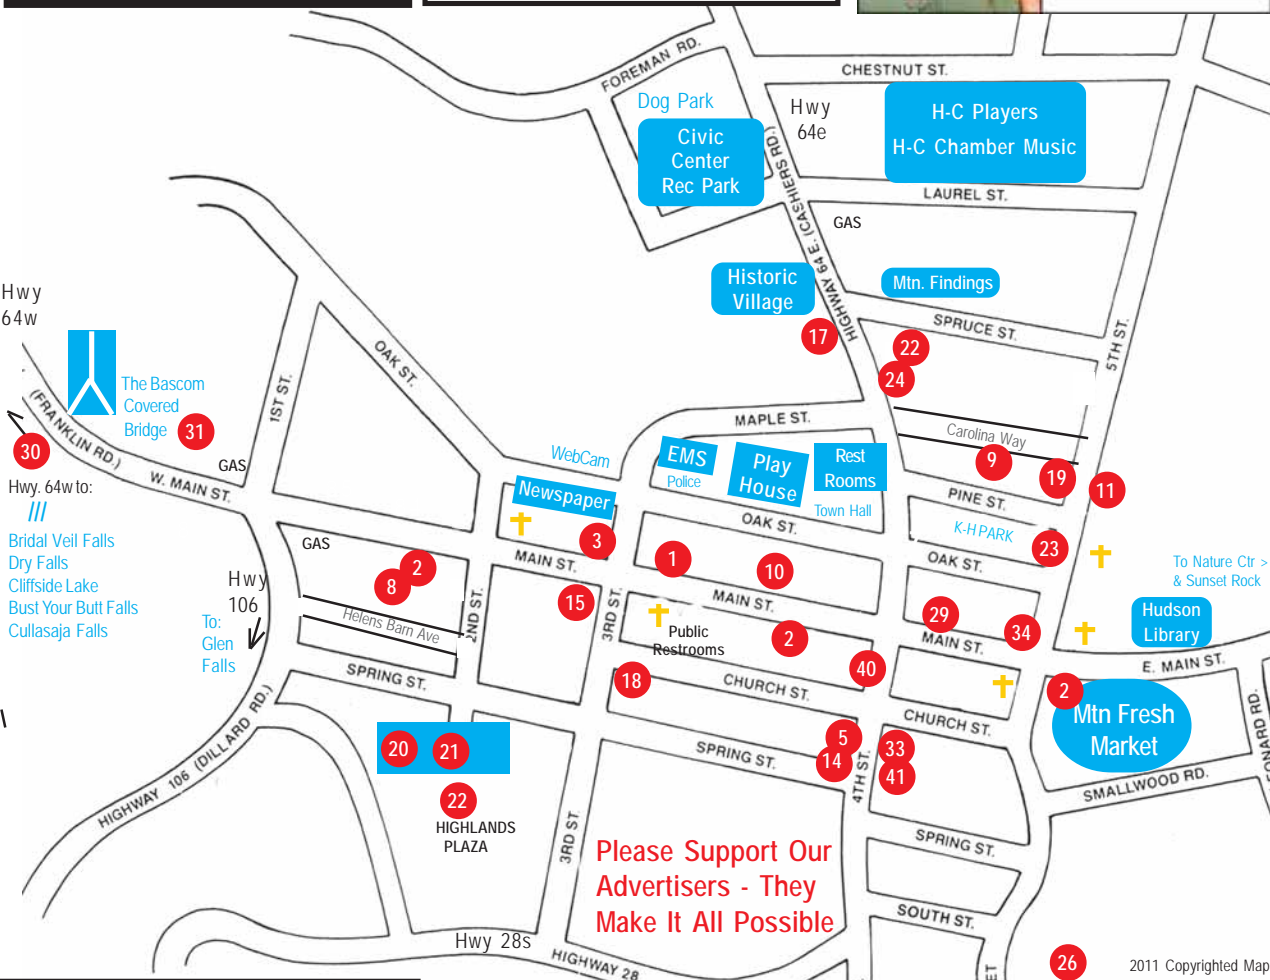 FOREMAN RD.
CHESTNUT ST.
Dog Park
Civic
Center
Rec Park
Hwy
64e
H-C Players
H-C Chamber Music
HIGHWAY 64 E. (CASHIERS RD.)
LAUREL ST.
GAS
Historic
Village
Mtn. Findings
SPRUCE ST.
5TH ST.
17
22
24
Hwy
64w
The Bascom
Covered
Bridge
31
30
(FRANKLIN RD.)
W. MAIN ST.
GAS
1ST ST.
OAK ST.
MAPLE ST.
Carolina Way
9
19
11
PINE ST.
WebCam
Newspaper
EMS
Police
Play
House
Rest
Rooms
Town Hall
OAK ST.
K-H PARK
23
OAK ST.
Hwy. 64w to:
///
Bridal Veil Falls
Dry Falls
Cliffside Lake
Bust Your Butt Falls
Cullasaja Falls
Hwy
106
To:
Glen
Falls
GAS
2
8
Helens Barn Ave
2ND ST.
MAIN ST.
3
15
3RD ST.
1
10
MAIN ST.
Public
Restrooms
2
29
34
MAIN ST.
40
To Nature Ctr >
& Sunset Rock
Hudson
Library
E. MAIN ST.
2
Mtn Fresh
Market
SPRING ST.
18
CHURCH ST.
CHURCH ST.
HIGHWAY 106 (DILLARD RD.)
20
21
22
HIGHLANDS
PLAZA
SPRING ST.
5
14
4TH ST.
33
41
SMALLWOOD RD.
3RD ST.
SPRING ST.
SOUTH ST.
Please Support Our
Advertisers - They
Make It All Possible
Hwy 28s
HIGHWAY 28
26
2011 Copyrighted Map